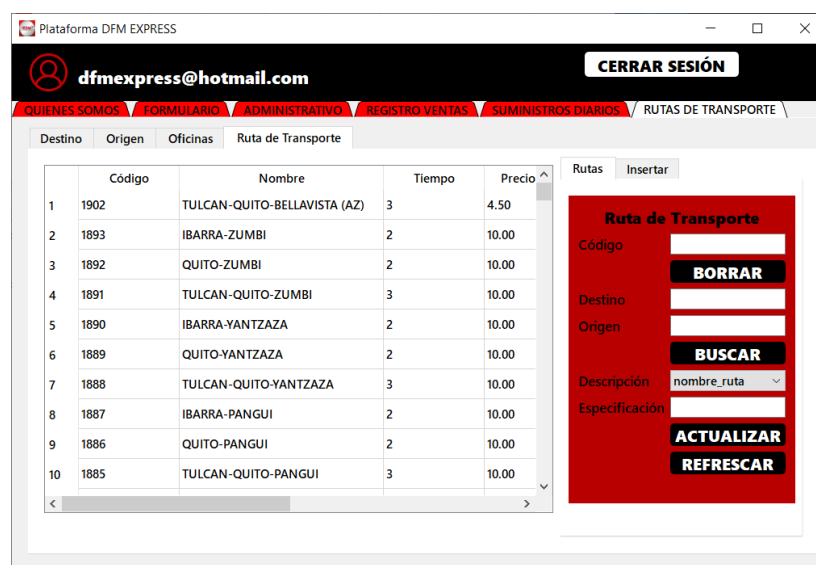 Plataforma DFM EXPRESS
dfmexpress@hotmail.com
CERRAR SESIÓN
QUIENES SOMOS FORMULARIO ADMINISTRATIVO REGISTRO VENTAS SUMINISTROS DIARIOS RUTAS DE TRANSPORTE
Destino Origen Oficinas Ruta de Transporte
Código Nombre Tiempo Precio
1 1902 TULCAN-QUITO-BELLAVISTA (AZ) 3 4.50
2 1893 IBARRA-ZUMBI 2 10.00
3 1892 QUITO-ZUMBI 2 10.00
4 1891 TULCAN-QUITO-ZUMBI 3 10.00
5 1890 IBARRA-YANTZAZA 2 10.00
6 1889 QUITO-YANTZAZA 2 10.00
7 1888 TULCAN-QUITO-YANTZAZA 3 10.00
8 1887 IBARRA-PANGUI 2 10.00
9 1886 QUITO-PANGUI 2 10.00
10 1885 TULCAN-QUITO-PANGUI 3 10.00
Rutas Insertar
Ruta de Transporte
Código
BORRAR
Destino
Origen
BUSCAR
Descripción nombre_ruta
Especificación
ACTUALIZAR
REFRESCAR